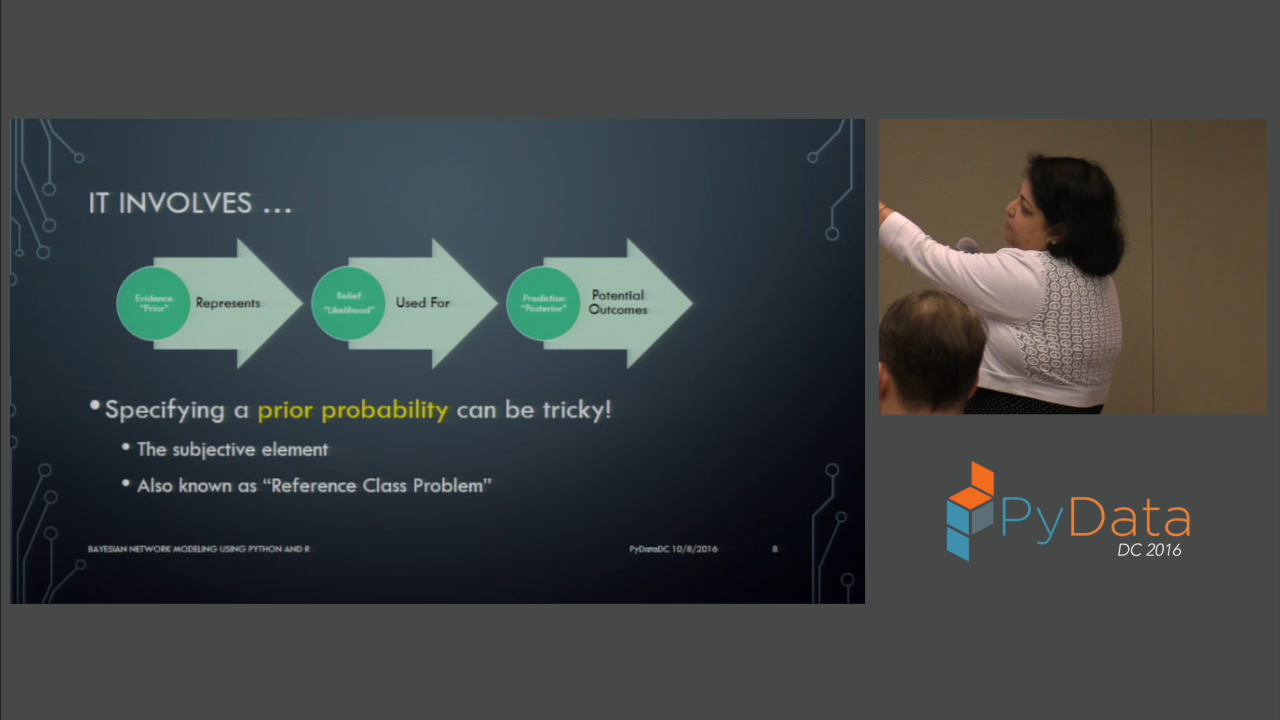 IT INVOLVES ...
Evidence
"Prior"
Represents
Belief
"Likelihood"
Used For
Prediction
"Posterior"
Potential
Outcomes
• Specifying a prior probability can be tricky!
• The subjective element
• Also known as “Reference Class Problem”
BAYESIAN NETWORK MODELING USING PYTHON AND R
PyDataDC 10/8/2016
8
PyData
DC 2016